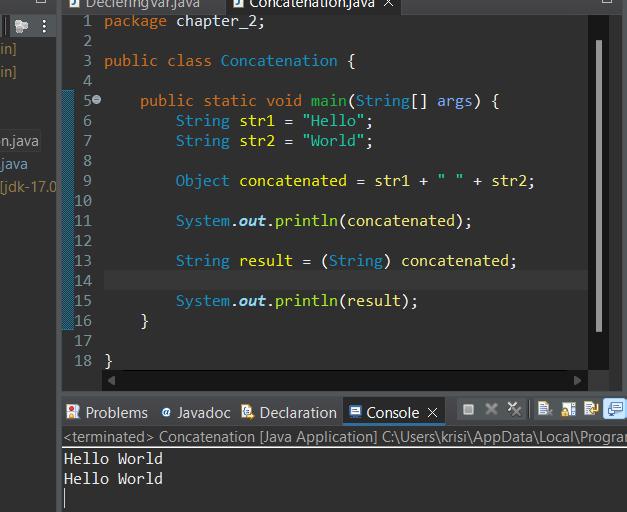 DecleringVar.java
Concatenation.java
in]
in]
n.java
java
[jdk-17.0
1 package chapter_2;
2
3 public class Concatenation {
4
5 public static void main(String[] args) {
6 String str1 = "Hello";
7 String str2 = "World";
8
9 Object concatenated = str1 + " " + str2;
10
11 System.out.println(concatenated);
12
13 String result = (String) concatenated;
14
15 System.out.println(result);
16 }
17
18 }
Problems @ Javadoc Declaration Console
<terminated> Concatenation [Java Application] C:\Users\krisi\AppData\Local\Progra
Hello World
Hello World